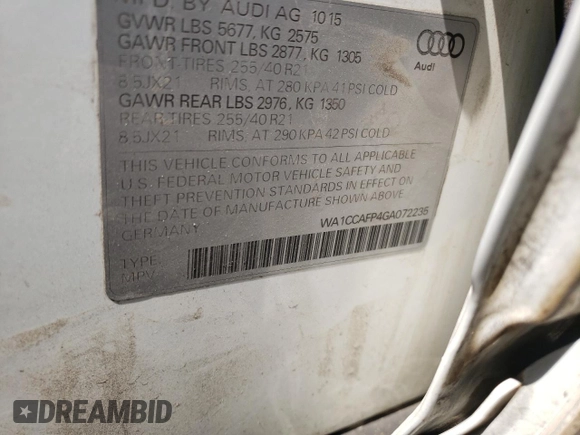 MFD. BY AUDI AG 10 15
GVWR LBS 5677, KG 2575
GAWR FRONT LBS 2877, KG 1305
FRONT TIRES 255/40 R21
8.5JX21 RIMS, AT 280 KPA 41 PSI COLD
GAWR REAR LBS 2976, KG 1350
REAR TIRES 255/40 R21
8.5JX21 RIMS, AT 290 KPA 42 PSI COLD
THIS VEHICLE CONFORMS TO ALL APPLICABLE
U.S. FEDERAL MOTOR VEHICLE SAFETY AND
THEFT PREVENTION STANDARDS IN EFFECT ON
THE DATE OF MANUFACTURE SHOWN ABOVE.
GERMANY
WA1CCAFP4GA072235
TYPE:
MPV
Audi
DREAMBID